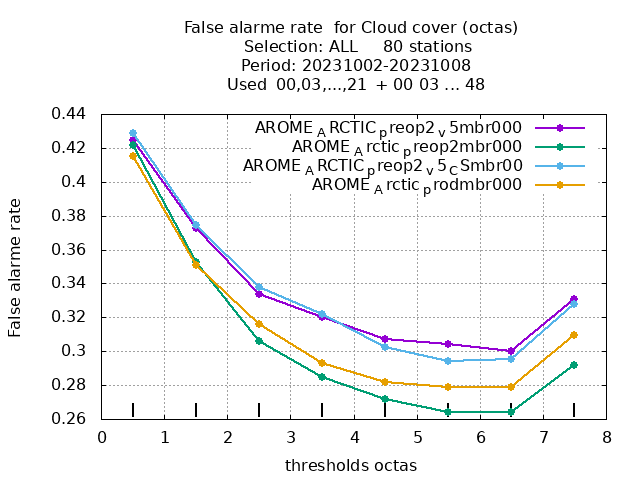 False alarme rate  for Cloud cover (octas)
Selection: ALL     80 stations
Period: 20231002-20231008
Used  00,03,...,21  + 00 03 ... 48
False alarme rate
0.44
0.42
0.4
0.38
0.36
0.34
0.32
0.3
0.28
0.26
AROME_ARCTIC_preop2_v5mbr000
AROME_Arctic_preop2mbr000
AROME_ARCTIC_preop2_v5_CSmbr00
AROME_Arctic_prodmbr000
0 1 2 3 4 5 6 7 8
thresholds octas